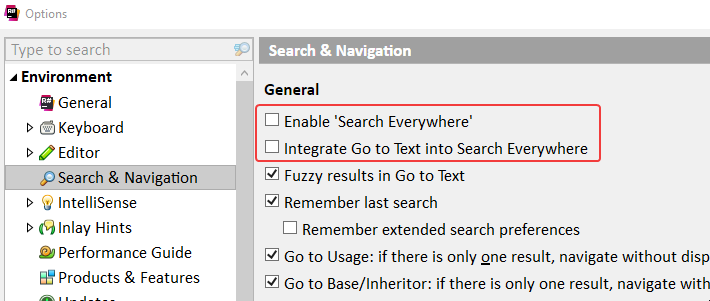 Options
Type to search
Environment
General
Keyboard
Editor
Search & Navigation
IntelliSense
Inlay Hints
Performance Guide
Products & Features
Updates
Search & Navigation
General
Enable 'Search Everywhere'
Integrate Go to Text into Search Everywhere
Fuzzy results in Go to Text
Remember last search
Remember extended search preferences
Go to Usage: if there is only one result, navigate without disp
Go to Base/Inheritor: if there is only one result, navigate with